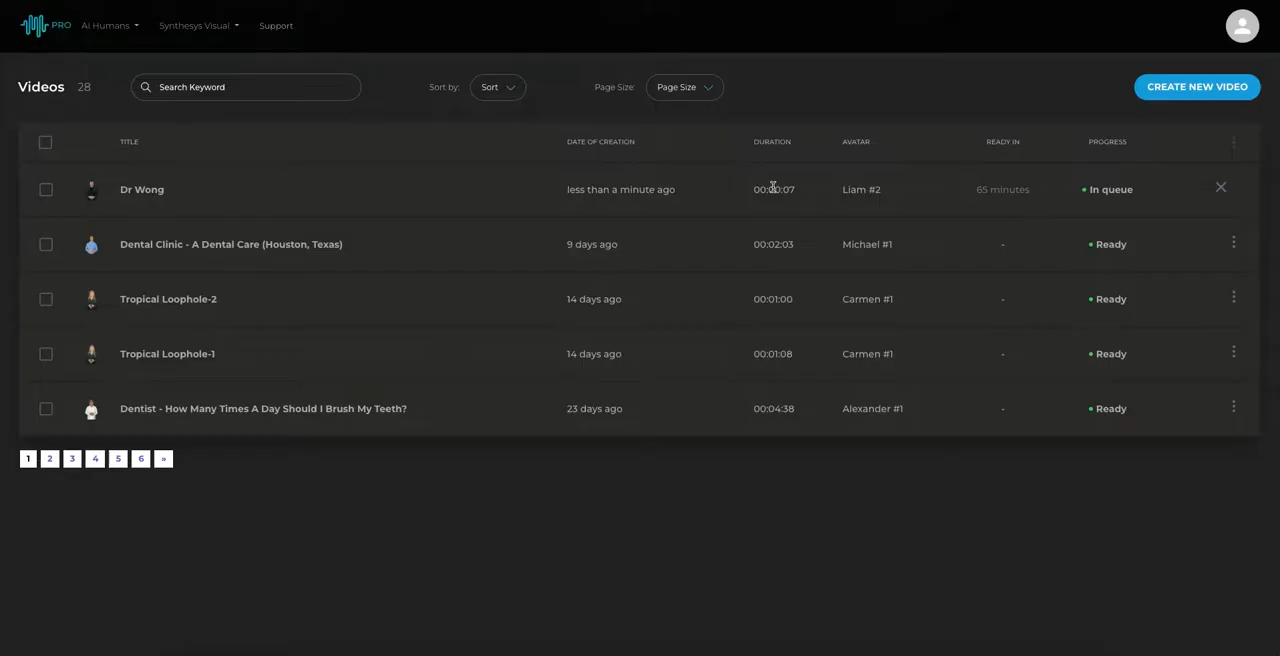 PRO AI Humans Synthesys Visual Support
Videos 28 Search Keyword Sort by: Sort Page Size: Page Size CREATE NEW VIDEO
TITLE DATE OF CREATION DURATION AVATAR READY IN PROGRESS
Dr Wong less than a minute ago 00:00:07 Liam #2 65 minutes In queue
Dental Clinic - A Dental Care (Houston, Texas) 9 days ago 00:02:03 Michael #1 - Ready
Tropical Loophole-2 14 days ago 00:01:00 Carmen #1 - Ready
Tropical Loophole-1 14 days ago 00:01:08 Carmen #1 - Ready
Dentist - How Many Times A Day Should I Brush My Teeth? 23 days ago 00:04:38 Alexander #1 - Ready
1 2 3 4 5 6 »